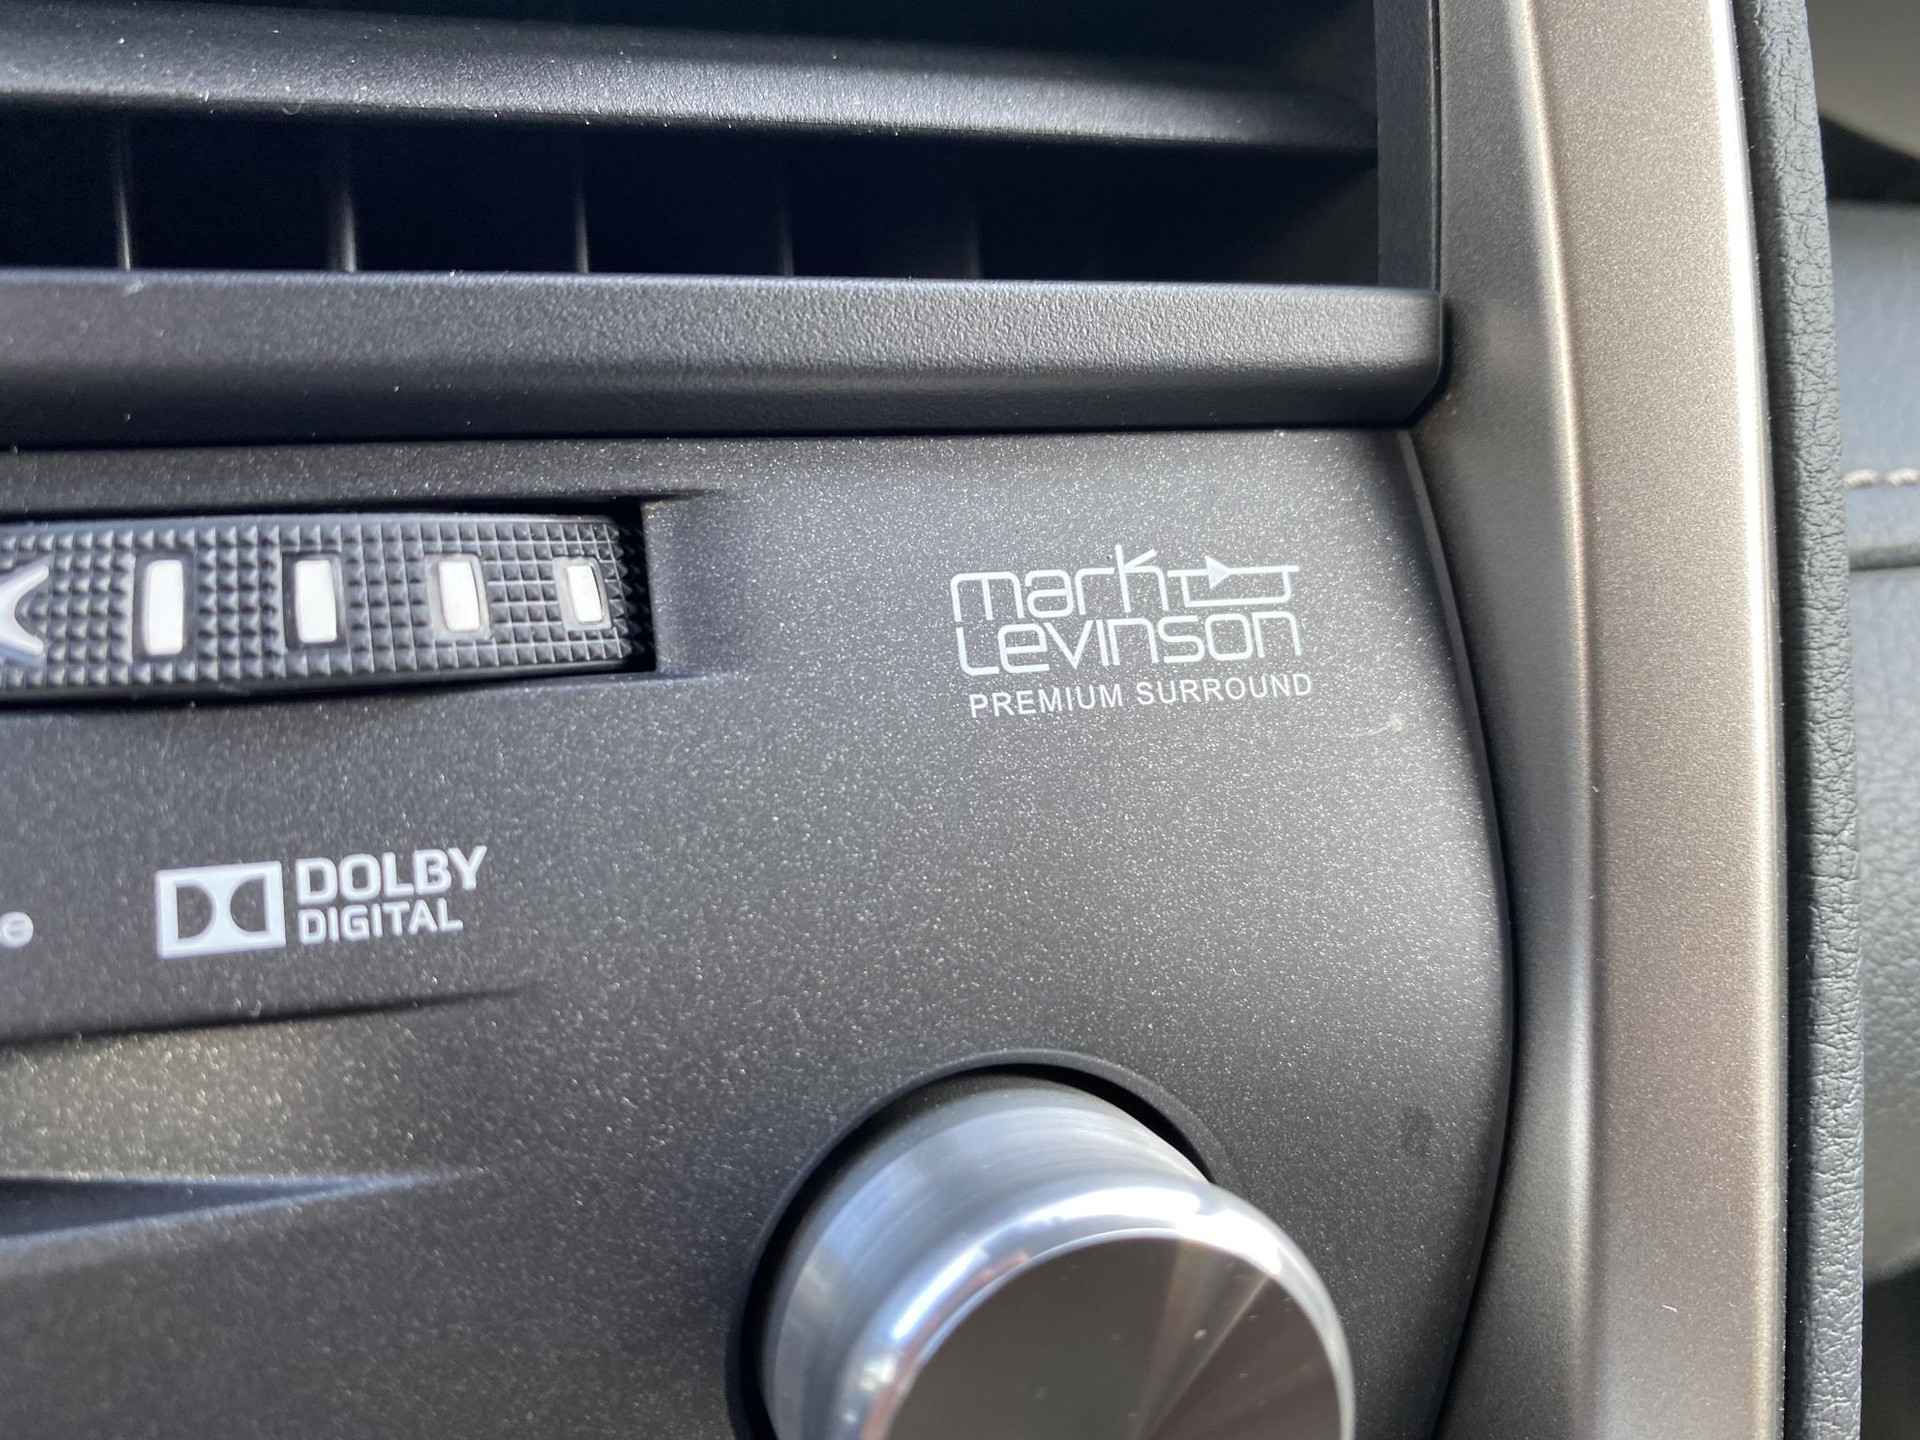 mark
Levinson
PREMIUM SURROUND
DOLBY
DIGITAL